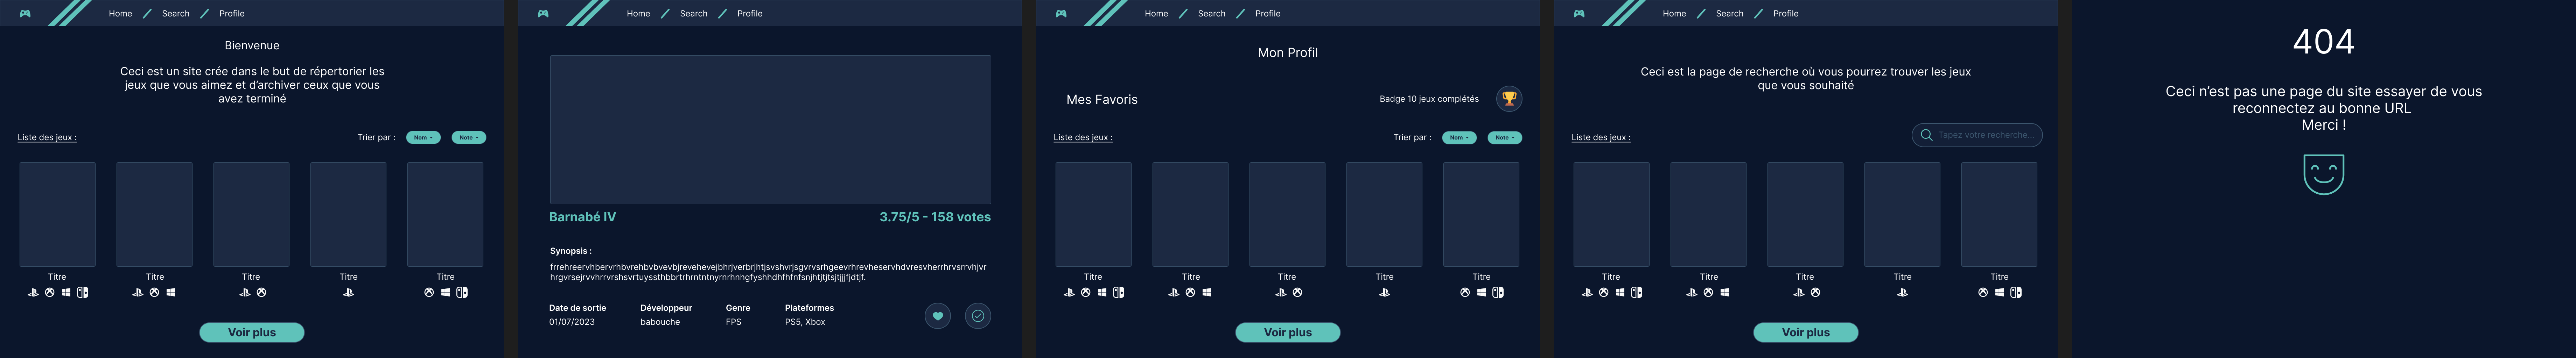 Home Search Profile
Bienvenue
Ceci est un site crée dans le but de répertorier les
jeux que vous aimez et d'archiver ceux que vous
avez terminé
Liste des jeux :
Trier par : Nom Note
Titre Titre Titre Titre Titre
Voir plus
Home Search Profile
Barnabé IV
3.75/5 - 158 votes
Synopsis :
Date de sortie Développeur Genre Plateformes
01/07/2023 babouche FPS PS5, Xbox
Home Search Profile
Mon Profil
Mes Favoris
Badge 10 jeux complétés
Liste des jeux :
Trier par : Nom Note
Titre Titre Titre Titre Titre
Voir plus
Home Search Profile
Ceci est la page de recherche où vous pourrez trouver les jeux
que vous souhaité
Liste des jeux :
Tapez votre recherche...
Titre Titre Titre Titre Titre
Voir plus
404
Ceci n'est pas une page du site essayer de vous
reconnectez au bonne URL
Merci !